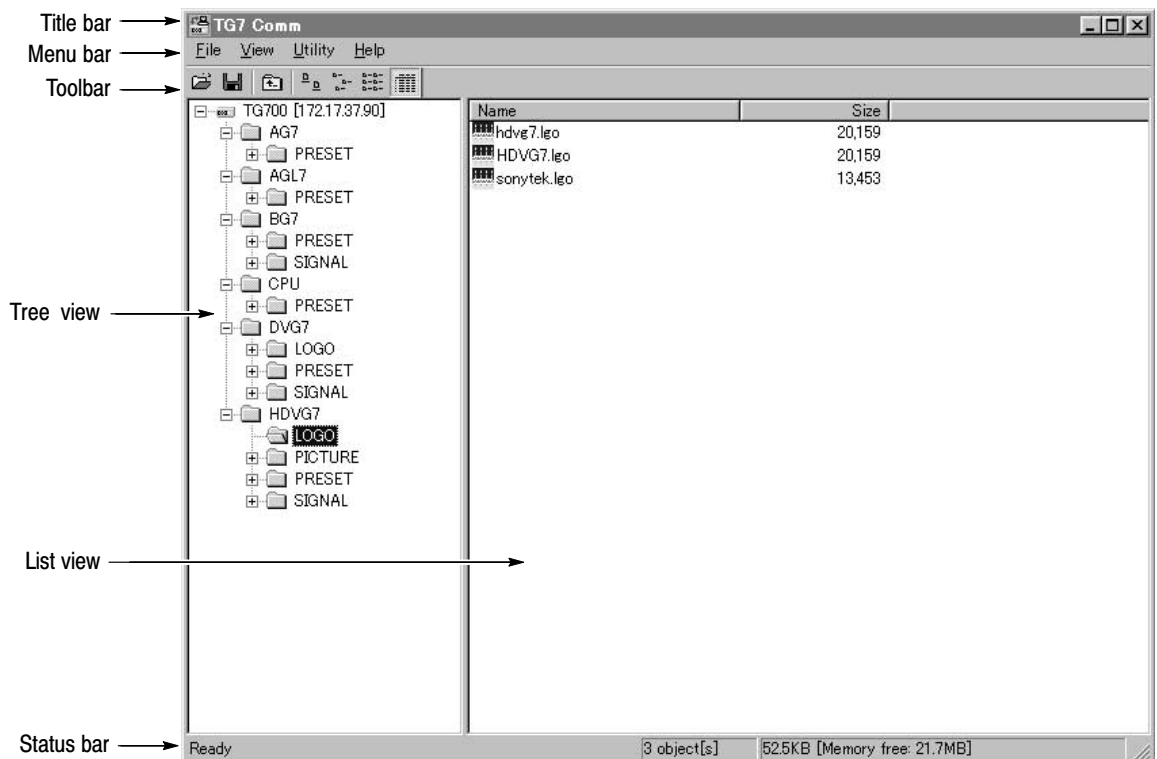 Title bar
TG7 Comm
Menu bar
File View Utility Help
Toolbar
TG700 [172.17.37.90]
AG7
PRESET
AGL7
PRESET
BG7
PRESET
SIGNAL
CPU
PRESET
Tree view
DVG7
LOGO
PRESET
SIGNAL
HDVG7
LOGO
PICTURE
PRESET
SIGNAL
Name Size
hdvg7.lgo 20,159
HDVG7.lgo 20,159
sonytek.lgo 13,453
List view
Status bar
Ready 3 object[s] 52.5KB [Memory free: 21.7MB]